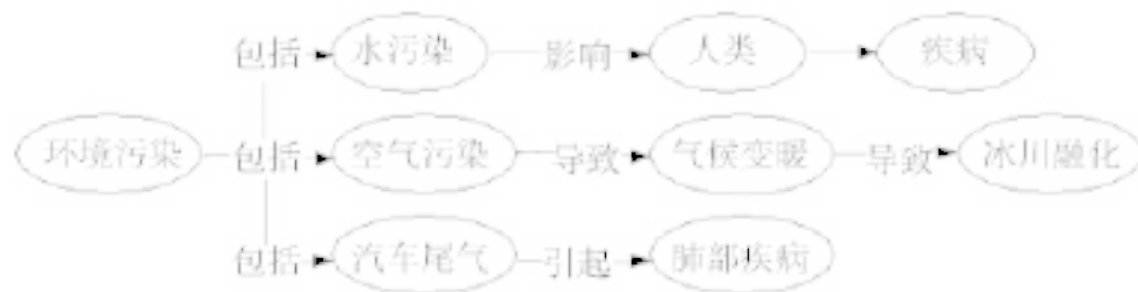 包括 水污染 影响 人类 疾病
环境污染 包括 空气污染 导致 气候变暖 导致 冰川融化
包括 汽车尾气 引起 肺部疾病